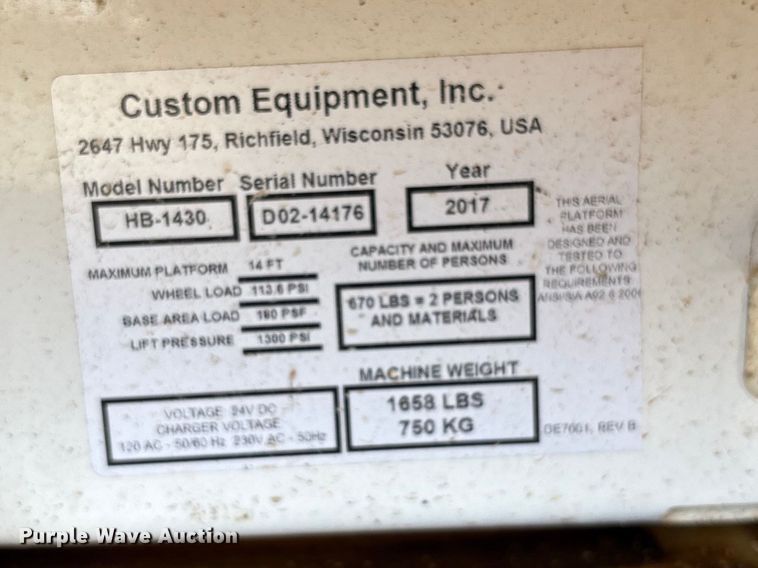 Custom Equipment, Inc.
2647 Hwy 175, Richfield, Wisconsin 53076, USA
Model Number Serial Number Year
HB-1430 D02-14176 2017
MAXIMUM PLATFORM 14 FT
WHEEL LOAD 113.6 PSI
BASE AREA LOAD 180 PSF
LIFT PRESSURE 1300 PSI
CAPACITY AND MAXIMUM
NUMBER OF PERSONS
670 LBS = 2 PERSONS
AND MATERIALS
THIS AERIAL
PLATFORM
HAS BEEN
DESIGNED AND
TESTED TO
THE FOLLOWING
REQUIREMENTS
MACHINE WEIGHT
1658 LBS
750 KG
VOLTAGE 24V DC
CHARGER VOLTAGE
120 AC - 50/60 Hz 230V AC - 50Hz
REV B
Purple Wave Auction